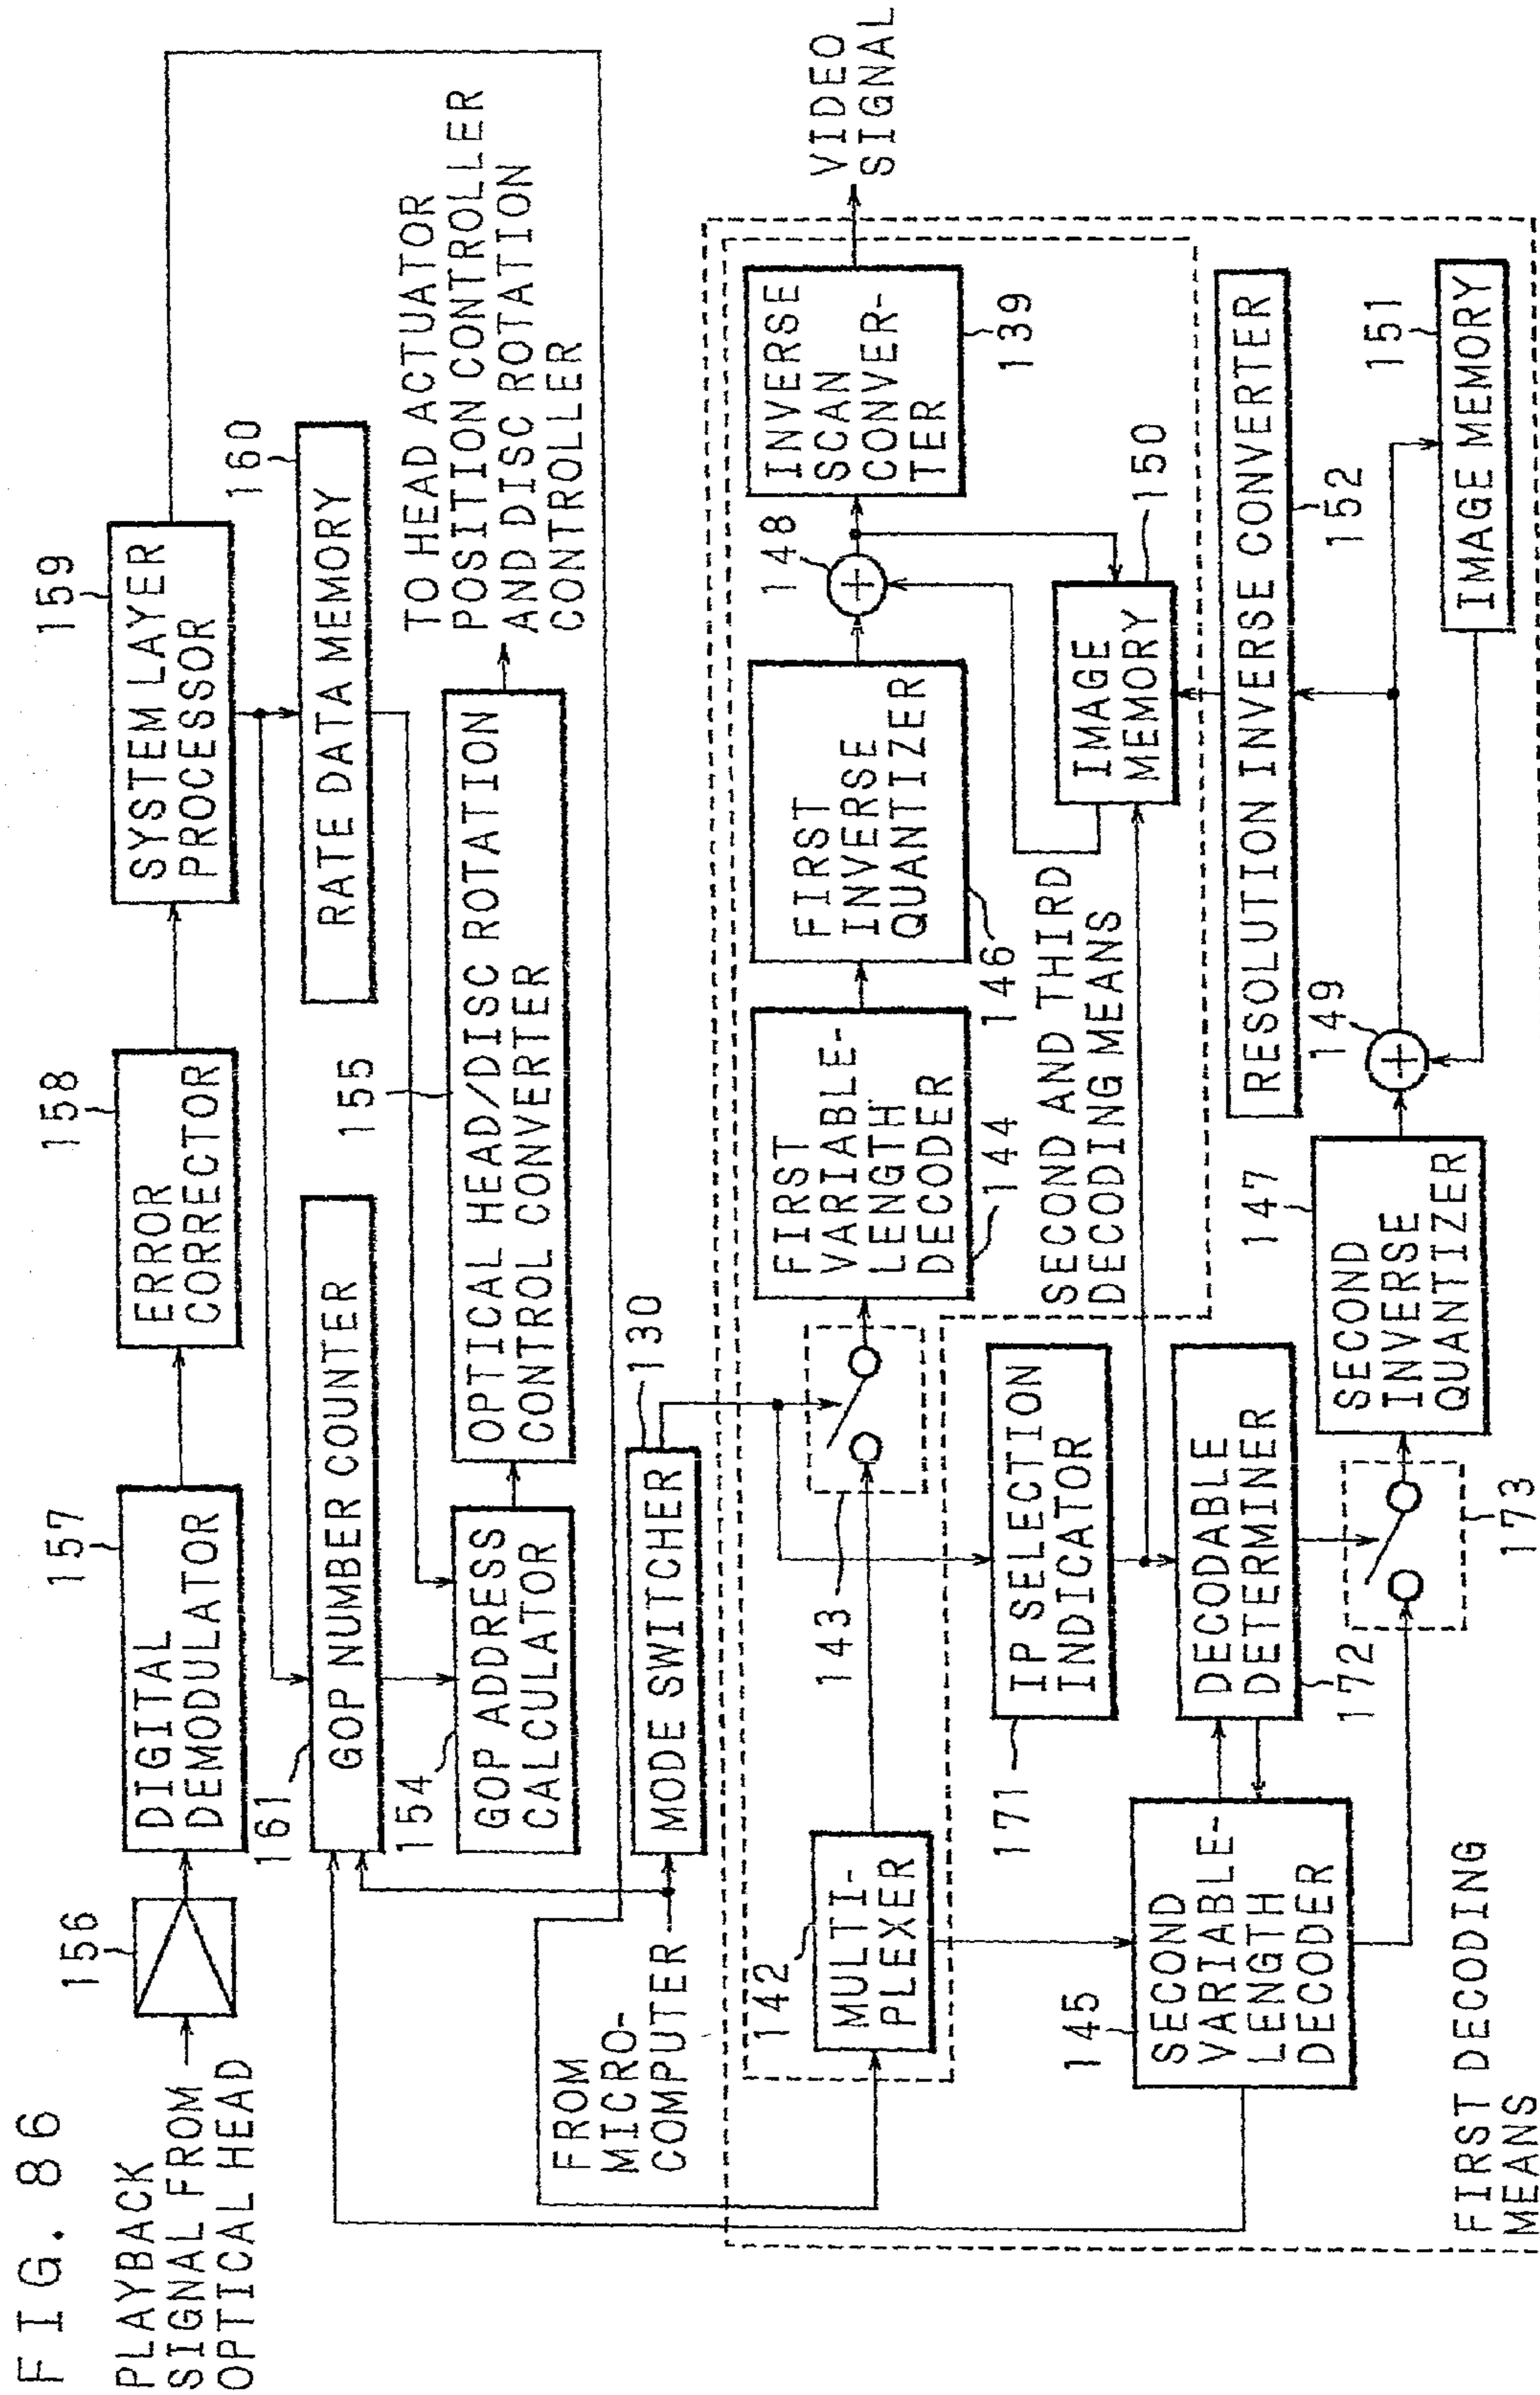 FIG. 86
PLAYBACK
SIGNAL FROM
OPTICAL HEAD
156
157
DIGITAL
DEMODULATOR
158
ERROR
CORRECTOR
159
SYSTEM LAYER
PROCESSOR
161
GOP NUMBER COUNTER
160
RATE DATA MEMORY
154
GOP ADDRESS
CALCULATOR
155
OPTICAL HEAD/DISC ROTATION
CONTROL CONVERTER
TO HEAD ACTUATOR
POSITION CONTROLLER
AND DISC ROTATION
CONTROLLER
FROM
MICRO-
COMPUTER
130
MODE SWITCHER
142
MULTI-
PLEXER
143
FIRST
VARIABLE-
LENGTH
DECODER
144
FIRST
INVERSE
QUANTIZER
146
148
INVERSE
SCAN
CONVER-
TER
139
VIDEO
SIGNAL
SECOND AND THIRD
DECODING MEANS
IMAGE
MEMORY
150
171
IP SELECTION
INDICATOR
145
SECOND
VARIABLE-
LENGTH
DECODER
DECODABLE
DETERMINER
172
173
147
SECOND
INVERSE
QUANTIZER
149
RESOLUTION INVERSE CONVERTER
152
151
IMAGE MEMORY
FIRST DECODING
MEANS